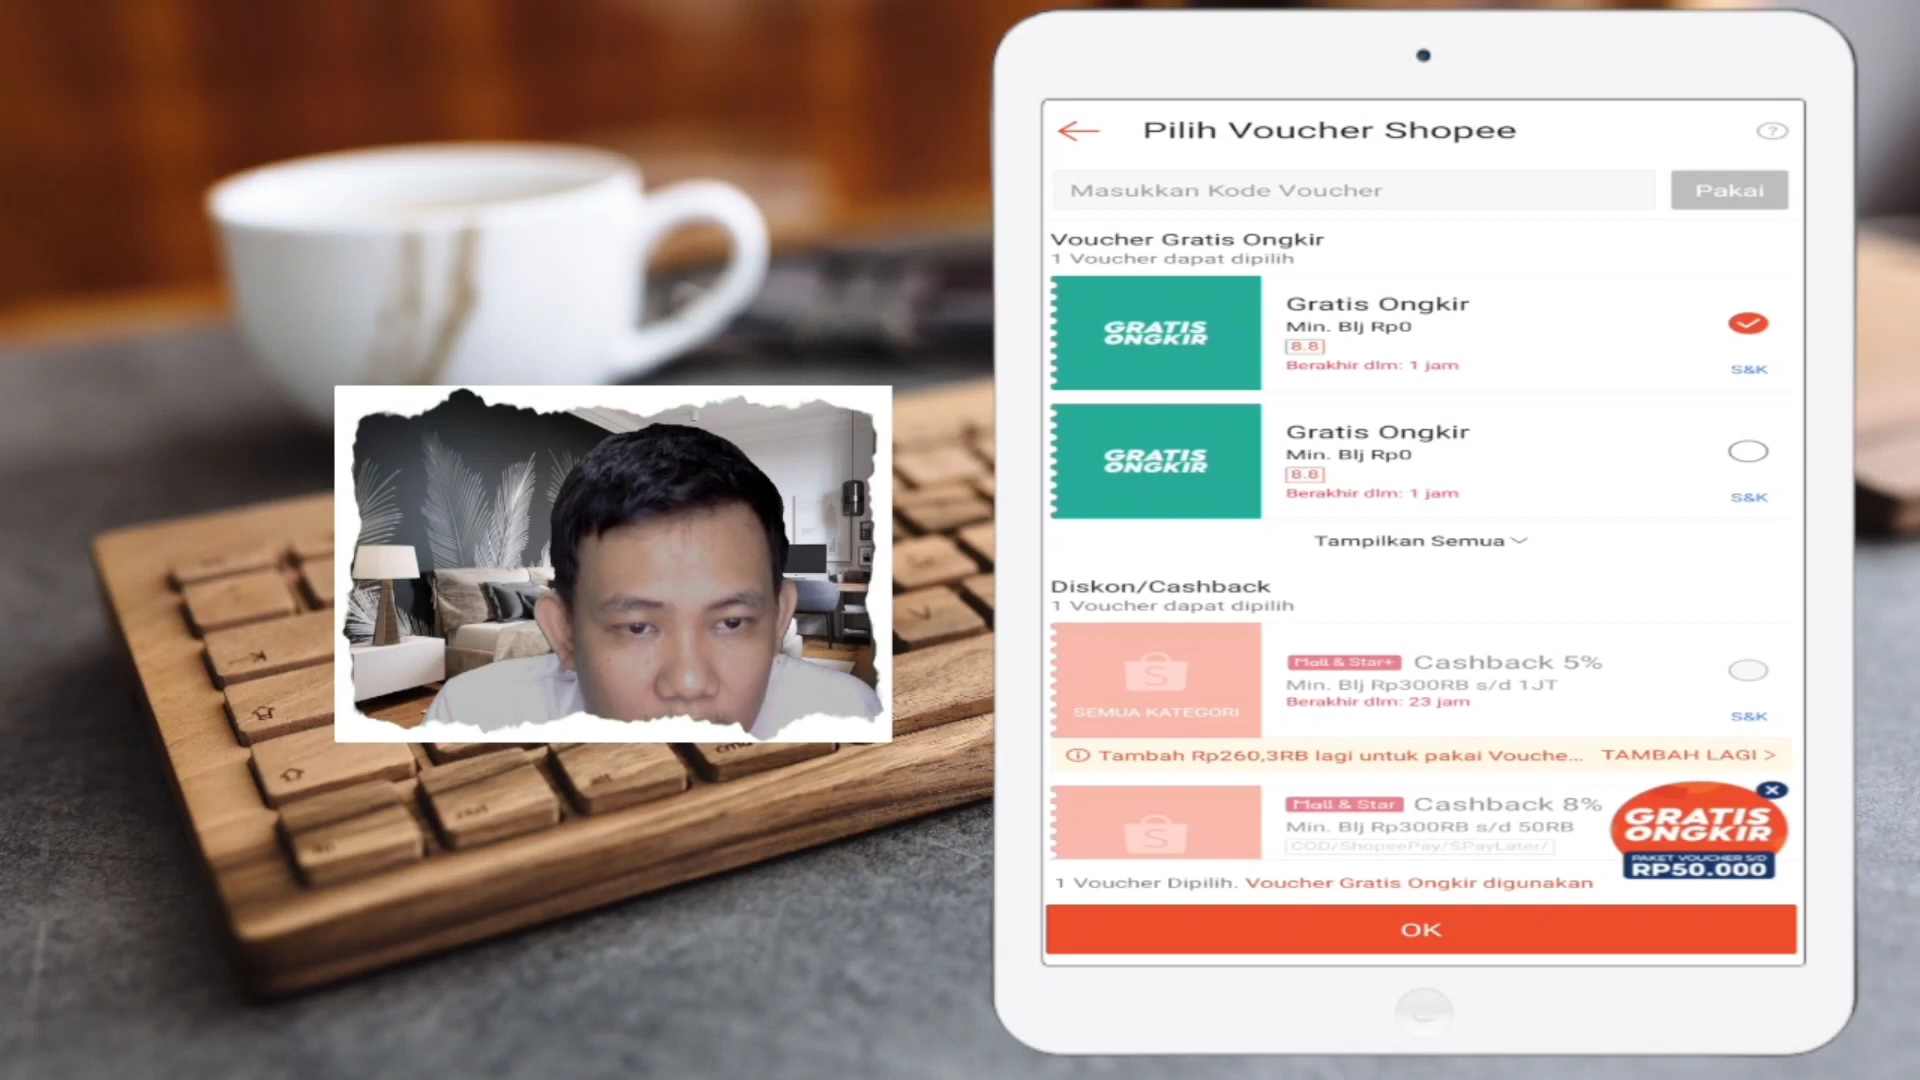 Pilih Voucher Shopee
?
Masukkan Kode Voucher
Pakai
Voucher Gratis Ongkir
1 Voucher dapat dipilih
GRATIS
ONGKIR
Gratis Ongkir
Min. Blj Rp0
8.8
Berakhir dlm: 1 jam
S&K
GRATIS
ONGKIR
Gratis Ongkir
Min. Blj Rp0
8.8
Berakhir dlm: 1 jam
S&K
Tampilkan Semua
Diskon/Cashback
1 Voucher dapat dipilih
S
SEMUA KATEGORI
Mall & Star+ Cashback 5%
Min. Blj Rp300RB s/d 1JT
Berakhir dlm: 23 jam
S&K
Tambah Rp260,3RB lagi untuk pakai Vouche... TAMBAH LAGI >
S
Mall & Star Cashback 8%
Min. Blj Rp300RB s/d 50RB
COD/ShopeePay/SPayLater/
GRATIS
ONGKIR
PAKET VOUCHER S/D
RP50.000
1 Voucher Dipilih. Voucher Gratis Ongkir digunakan
OK